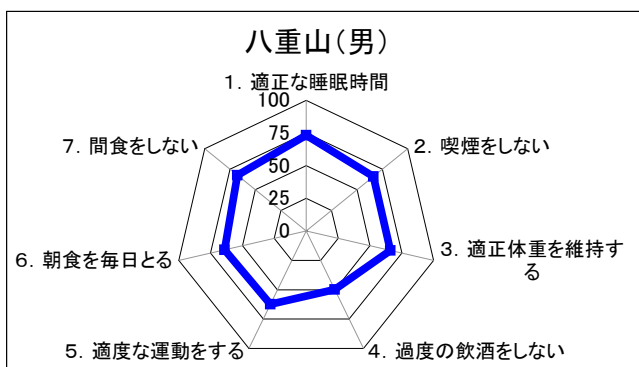 八重山(男)
1．適正な睡眠時間
100
75
50
25
0
2．喫煙をしない
3．適正体重を維持す
る
4．過度の飲酒をしない
5．適度な運動をする
6．朝食を毎日とる
7．間食をしない